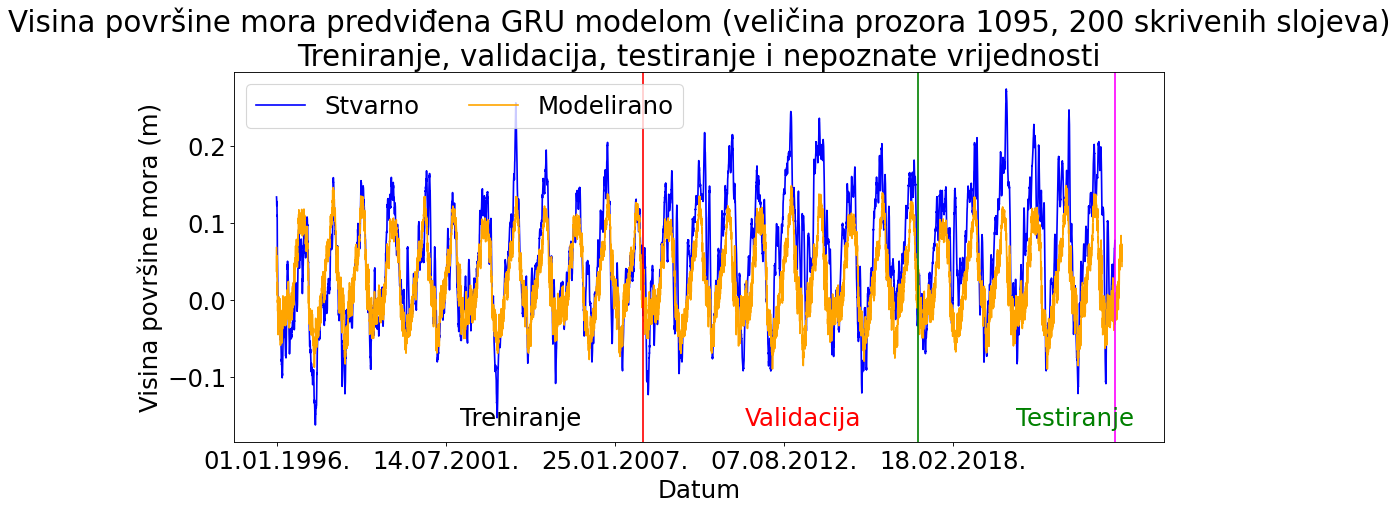 Visina površine mora predviđena GRU modelom (veličina prozora 1095, 200 skrivenih slojeva)
Treniranje, validacija, testiranje i nepoznate vrijednosti
Stvarno Modelirano
Visina površine mora (m)
0.2
0.1
0.0
−0.1
Treniranje Validacija Testiranje
01.01.1996. 14.07.2001. 25.01.2007. 07.08.2012. 18.02.2018.
Datum